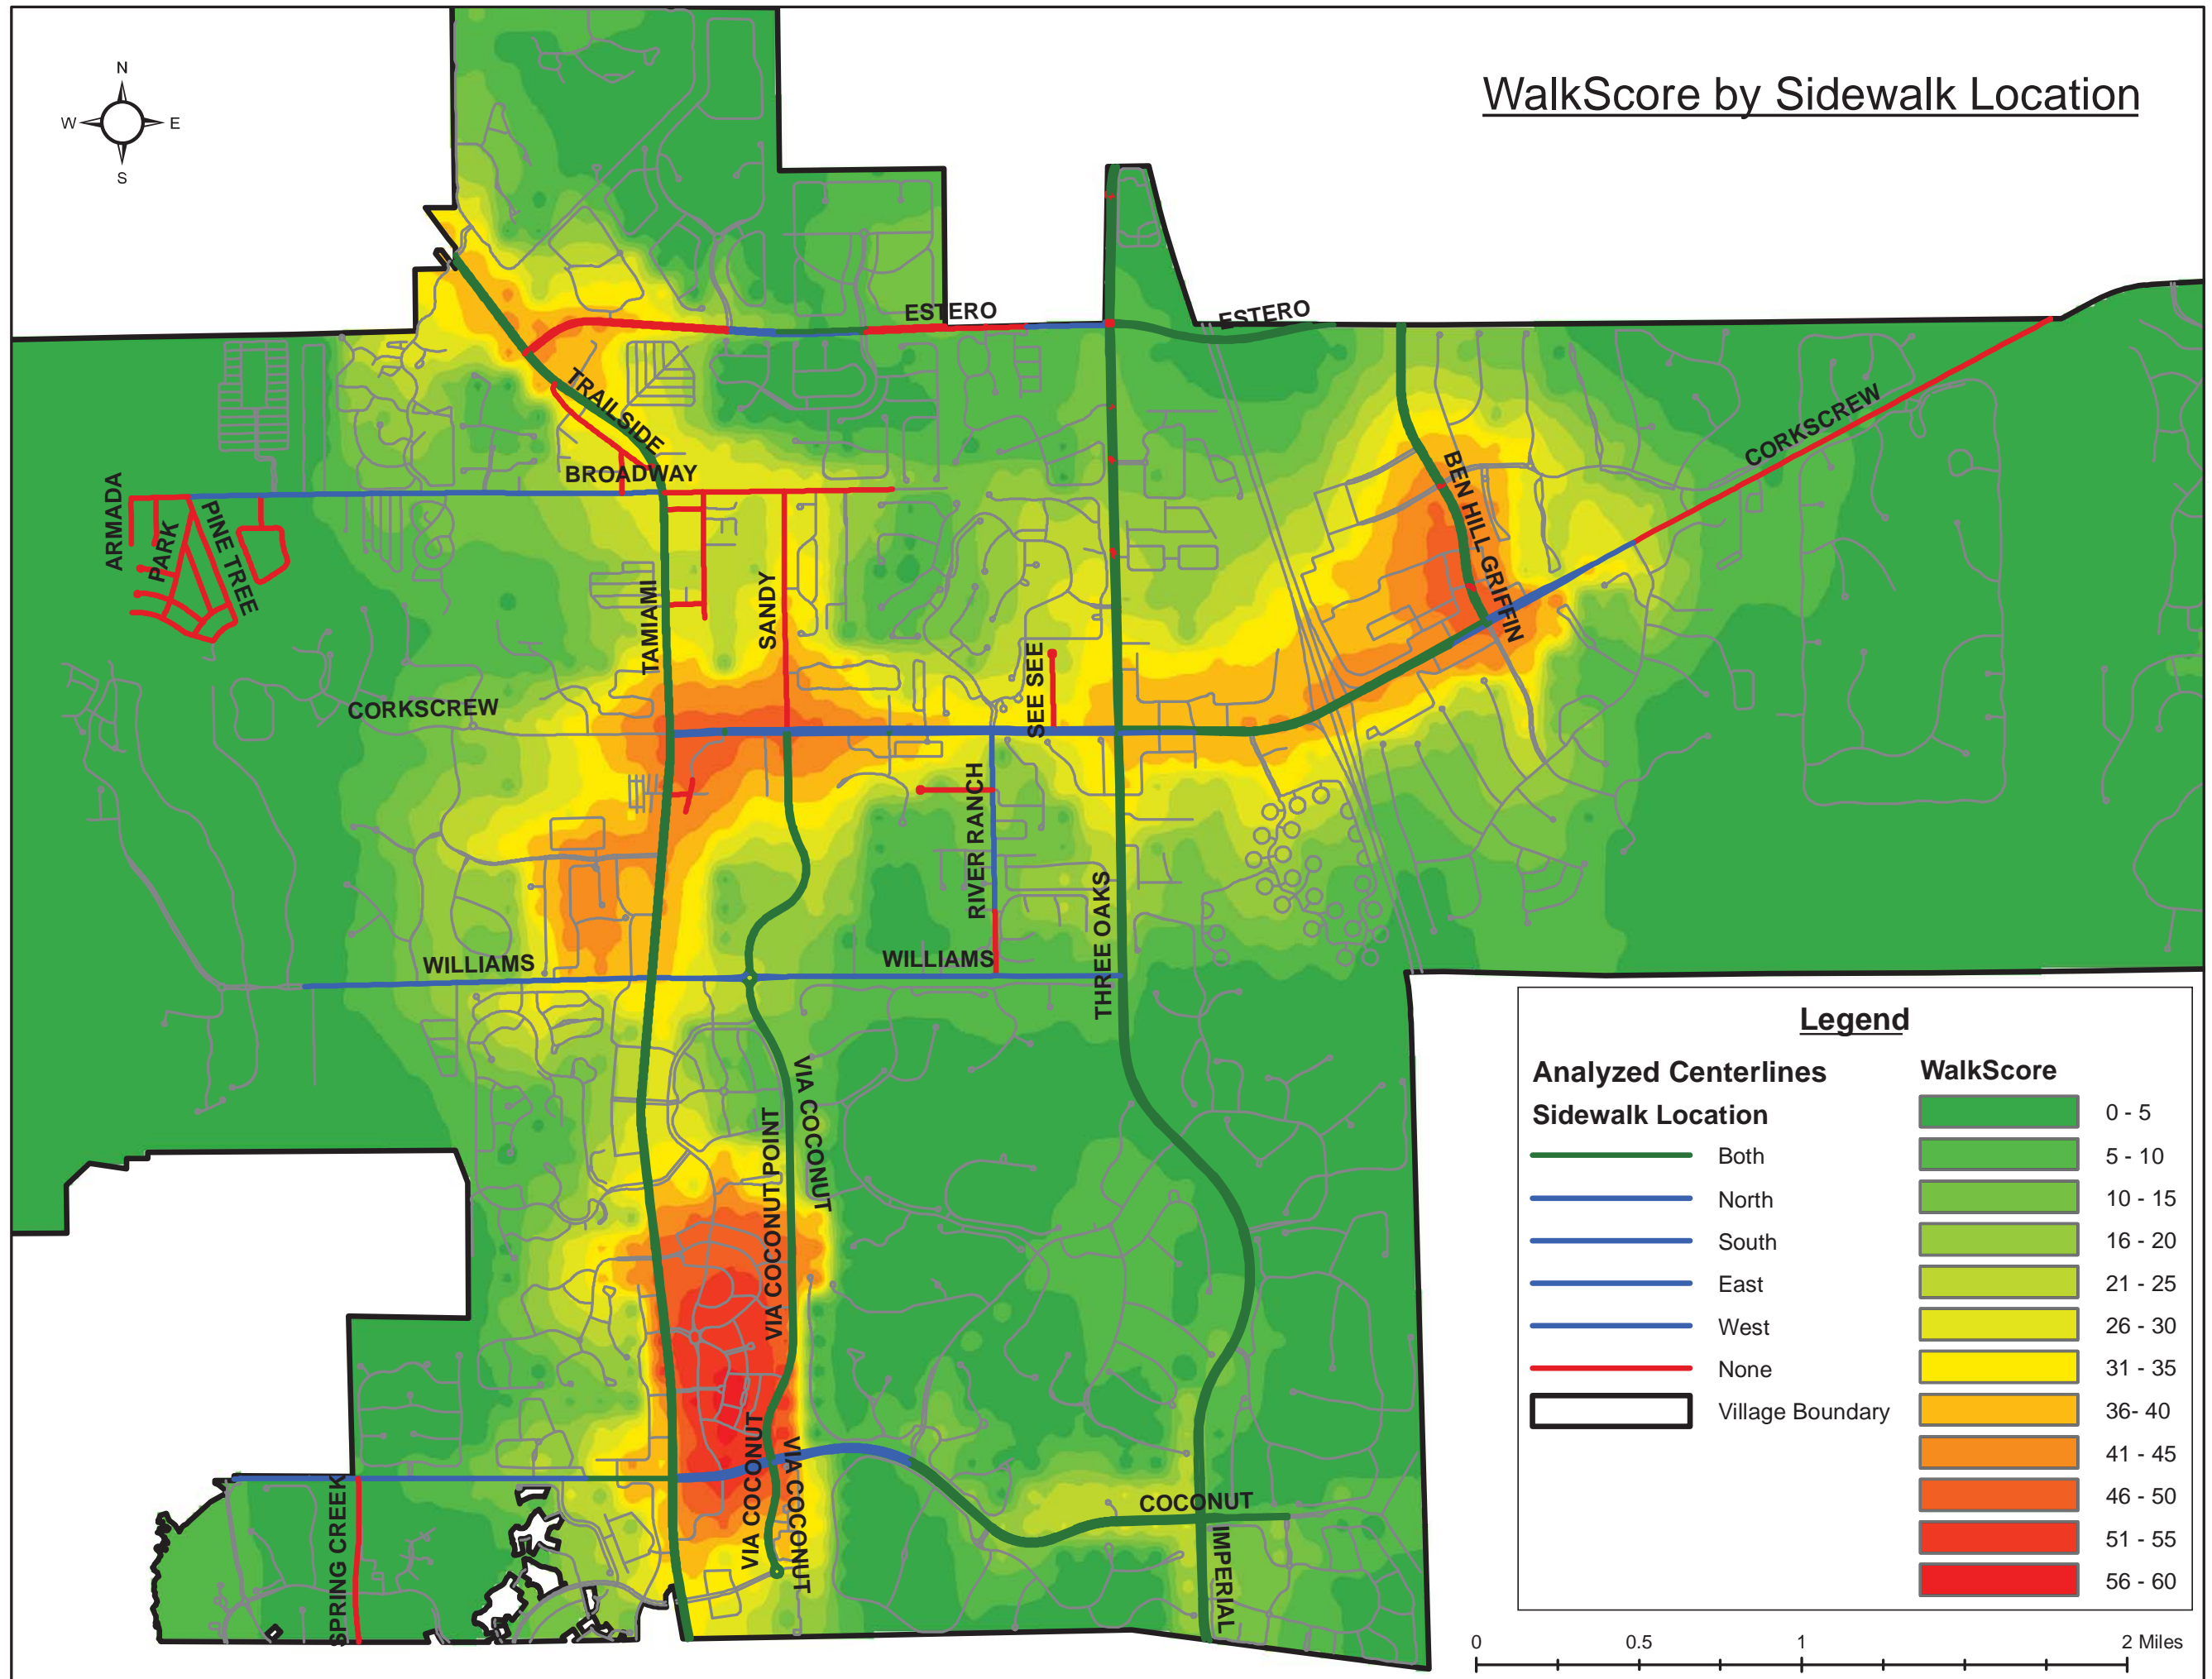 WalkScore by Sidewalk Location
N
W
E
S
ESTERO
ESTERO
TRAILSIDE
BROADWAY
CORKSCREW
BEN HILL GRIFFIN
ARMADA
PARK
PINE TREE
TAMIAMI
SANDY
SEE SEE
CORKSCREW
RIVER RANCH
THREE OAKS
WILLIAMS
WILLIAMS
VIA COCONUT
VIA COCONUT POINT
VIA COCONUT
VIA COCONUT
COCONUT
IMPERIAL
SPRING CREEK
Legend
Analyzed Centerlines
Sidewalk Location
Both
North
South
East
West
None
Village Boundary
WalkScore
0 - 5
5 - 10
10 - 15
16 - 20
21 - 25
26 - 30
31 - 35
36- 40
41 - 45
46 - 50
51 - 55
56 - 60
0 0.5 1 2 Miles